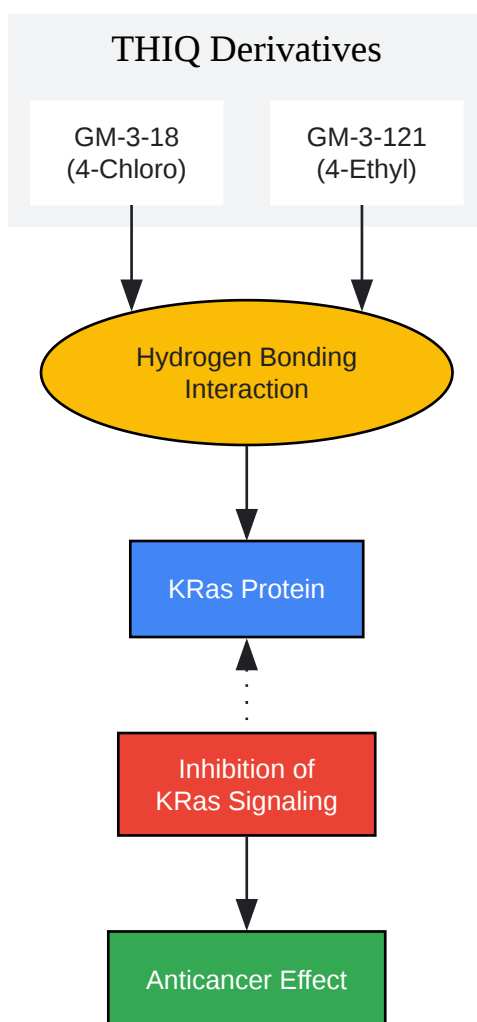 THIQ Derivatives
GM-3-18
(4-Chloro)
GM-3-121
(4-Ethyl)
Hydrogen Bonding
Interaction
KRas Protein
Inhibition of
KRas Signaling
Anticancer Effect